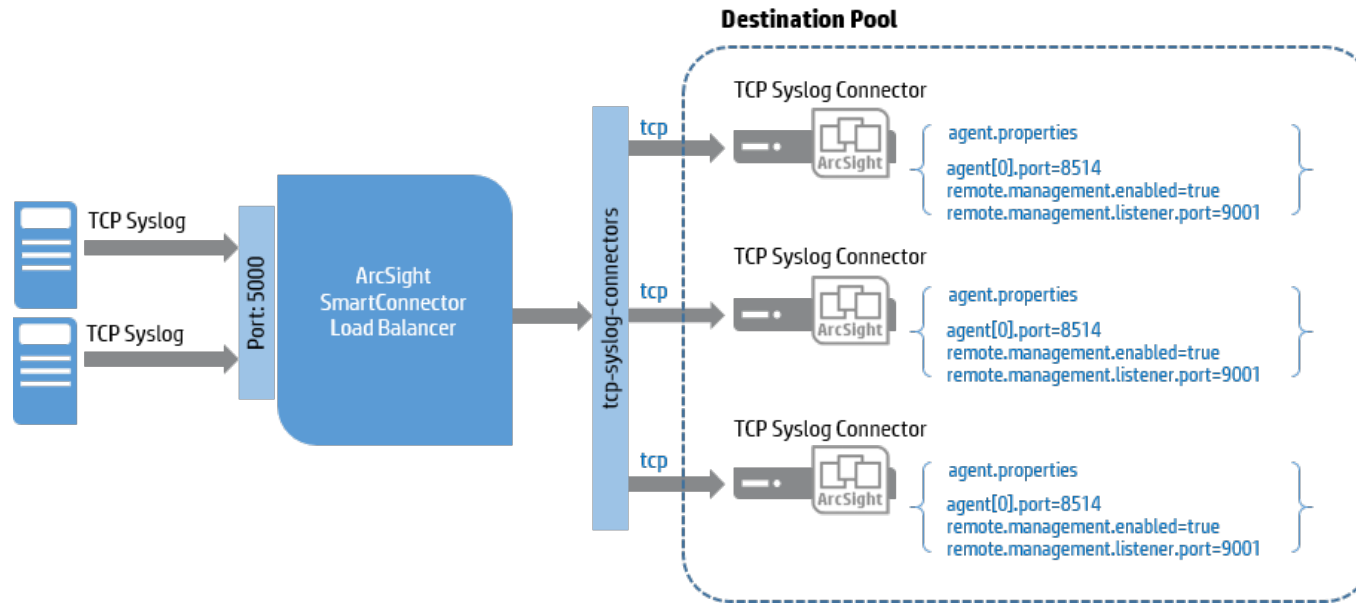 Destination Pool
TCP Syslog
TCP Syslog
Port: 5000
ArcSight
SmartConnector
Load Balancer
tcp-syslog-connectors
tcp
TCP Syslog Connector
ArcSight
agent.properties
agent[0].port=8514
remote.management.enabled=true
remote.management.listener.port=9001
tcp
TCP Syslog Connector
ArcSight
agent.properties
agent[0].port=8514
remote.management.enabled=true
remote.management.listener.port=9001
tcp
TCP Syslog Connector
ArcSight
agent.properties
agent[0].port=8514
remote.management.enabled=true
remote.management.listener.port=9001